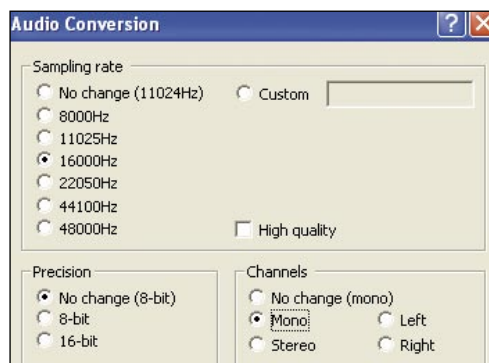 Audio Conversion
Sampling rate
No change (11024Hz)
Custom
8000Hz
11025Hz
16000Hz
22050Hz
44100Hz
48000Hz
High quality
Precision
No change (8-bit)
8-bit
16-bit
Channels
No change (mono)
Mono
Left
Stereo
Right